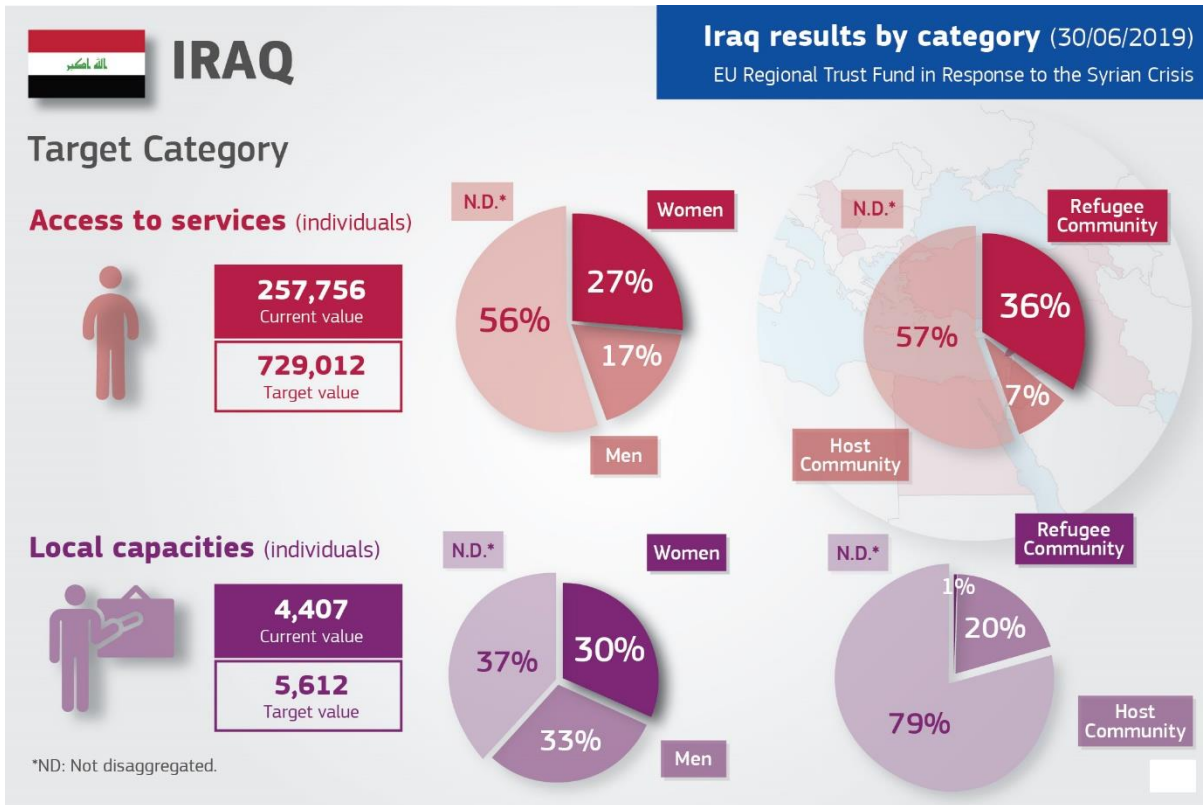 الله اكبر
IRAQ
Iraq results by category (30/06/2019)
EU Regional Trust Fund in Response to the Syrian Crisis
Target Category
Access to services (individuals)
257,756
Current value
729,012
Target value
N.D.*
Women
27%
56%
17%
Men
N.D.*
Refugee
Community
36%
57%
7%
Host
Community
Local capacities (individuals)
4,407
Current value
5,612
Target value
N.D.*
Women
37%
30%
33%
Men
N.D.*
Refugee
Community
1%
20%
79%
Host
Community
*ND: Not disaggregated.